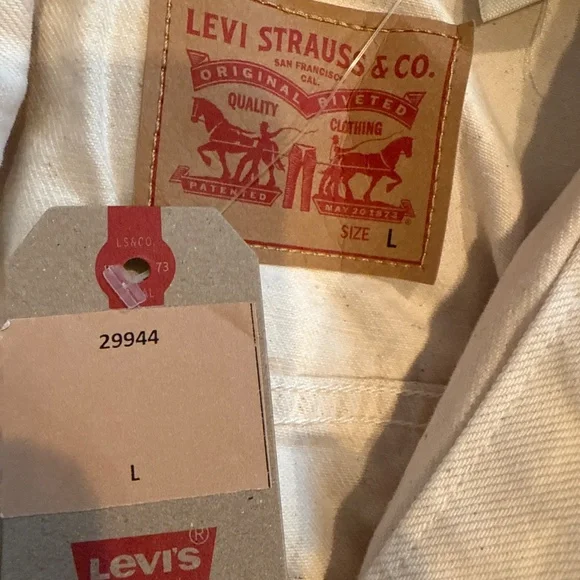 LEVI STRAUSS & CO.
SAN FRANCISCO
CAL.
ORIGINAL RIVETED
QUALITY CLOTHING
PATENTED MAY 20 1873
SIZE L
LS&CO.
73
29944
L
LEVI'S®